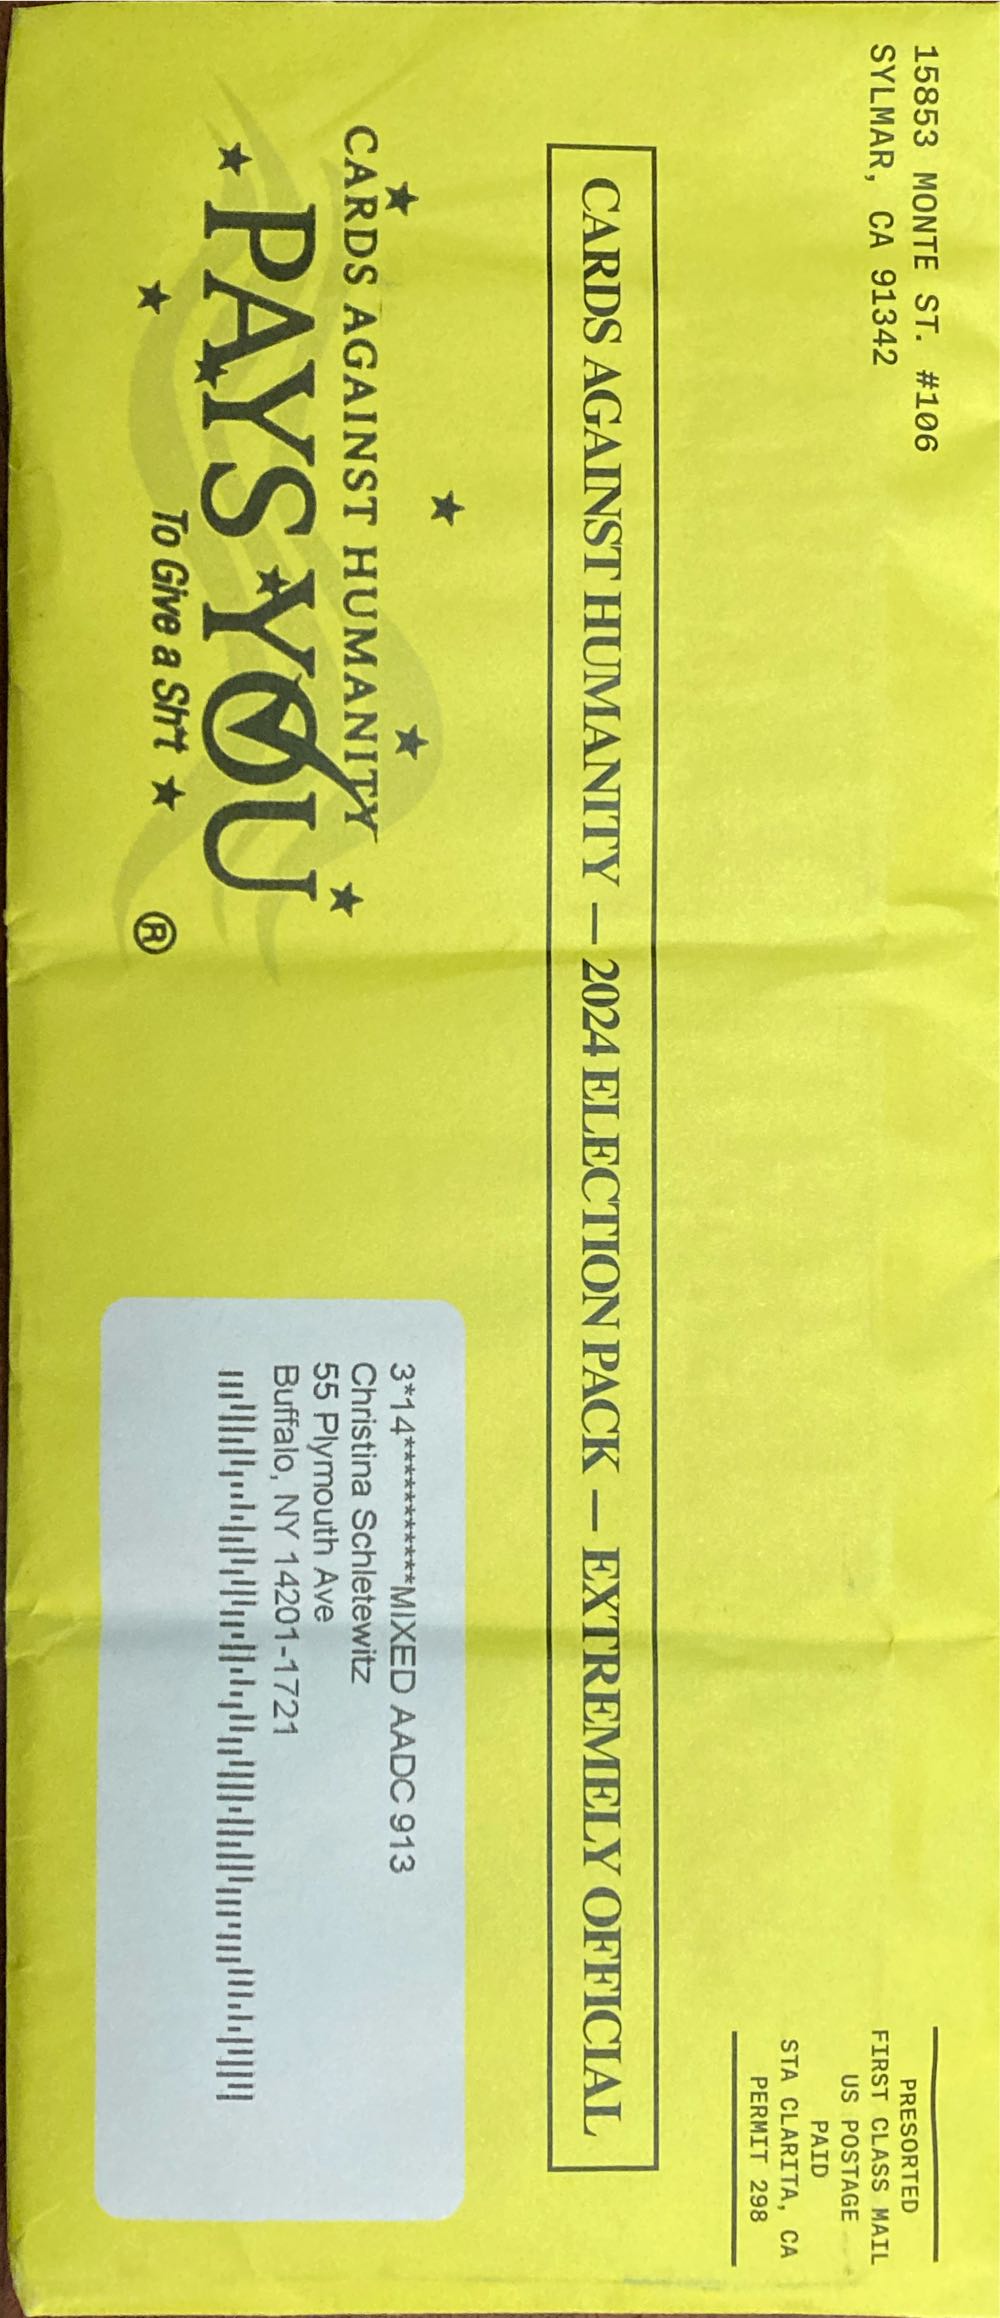 15853 MONTE ST. #106
SYLMAR, CA 91342
PRESORTED
FIRST CLASS MAIL
US POSTAGE
PAID
STA CLARITA, CA
PERMIT 298
CARDS AGAINST HUMANITY — 2024 ELECTION PACK — EXTREMELY OFFICIAL
CARDS AGAINST HUMANITY
PAYS YOU
To Give a Sh*t
®
3*14***********MIXED AADC 913
Christina Schletewitz
55 Plymouth Ave
Buffalo, NY 14201-1721